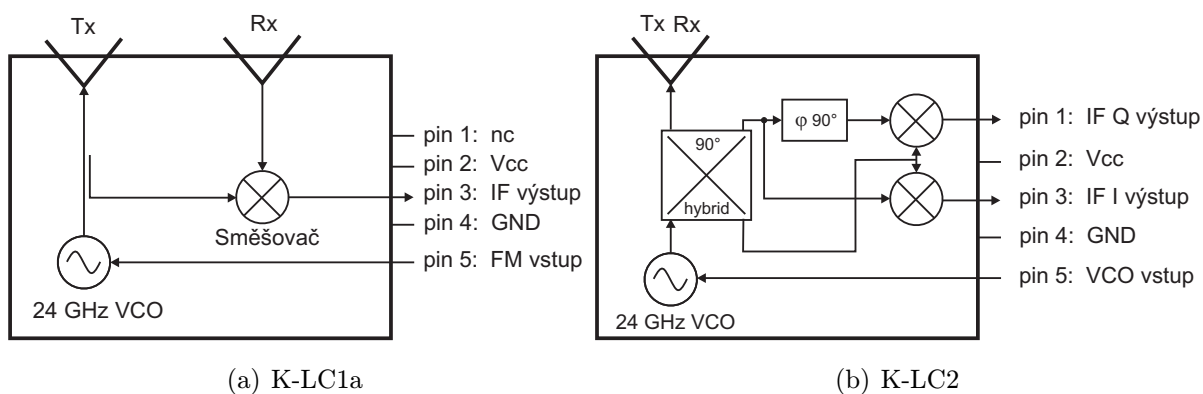 Tx
Rx
pin 1: nc
pin 2: Vcc
pin 3: IF výstup
pin 4: GND
Směšovač
pin 5: FM vstup
24 GHz VCO
(a) K-LC1a
Tx Rx
φ 90°
90°
hybrid
pin 1: IF Q výstup
pin 2: Vcc
pin 3: IF I výstup
pin 4: GND
pin 5: VCO vstup
24 GHz VCO
(b) K-LC2